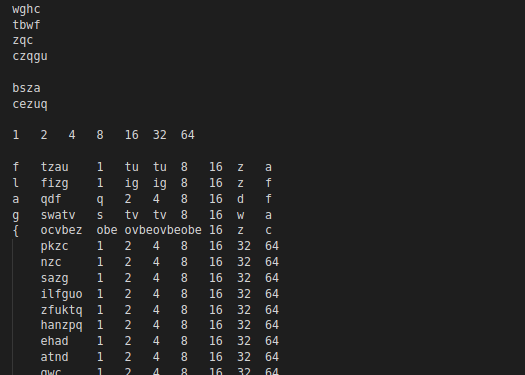 wghc
tbwf
zqc
czqgu
bsza
cezuq
1 2 4 8 16 32 64
f tzau 1 tu tu 8 16 z a
l fizg 1 ig ig 8 16 z f
a qdf q 2 4 8 16 d f
g swatv s tv tv 8 16 w a
{ ocvbez obe ovbeovbeobe 16 z c
pkzc 1 2 4 8 16 32 64
nzc 1 2 4 8 16 32 64
sazg 1 2 4 8 16 32 64
ilfguo 1 2 4 8 16 32 64
zfuktq 1 2 4 8 16 32 64
hanzpq 1 2 4 8 16 32 64
ehad 1 2 4 8 16 32 64
atnd 1 2 4 8 16 32 64
1 2 4 8 16 32 64